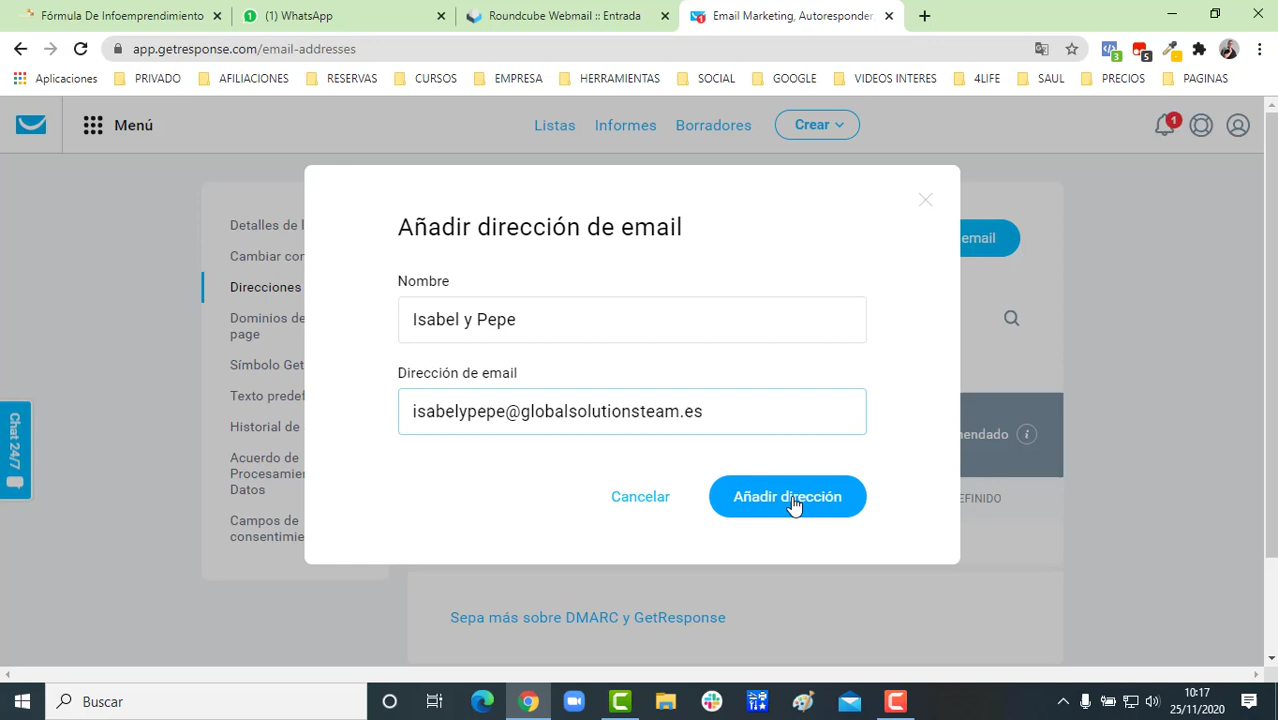 Fórmula De Infoemprendimiento
(1) WhatsApp
Roundcube Webmail :: Entrada
Email Marketing, Autoresponder,
app.getresponse.com/email-addresses
3
5
Aplicaciones
PRIVADO
AFILIACIONES
RESERVAS
CURSOS
EMPRESA
HERRAMIENTAS
SOCIAL
GOOGLE
VIDEOS INTERES
4LIFE
SAUL
PRECIOS
PAGINAS
Menú
Listas
Informes
Borradores
Crear
1
Detalles de l
Cambiar con
Direcciones
Dominios de
page
Símbolo Get
Texto predef
Historial de
Acuerdo de
Procesamien
Datos
Campos de
consentimie
email
mendado
EFINIDO
Añadir dirección de email
Nombre
Isabel y Pepe
Dirección de email
isabelypepe@globalsolutionsteam.es
Cancelar
Añadir dirección
Chat 24/7
Sepa más sobre DMARC y GetResponse
Buscar
10:17
25/11/2020